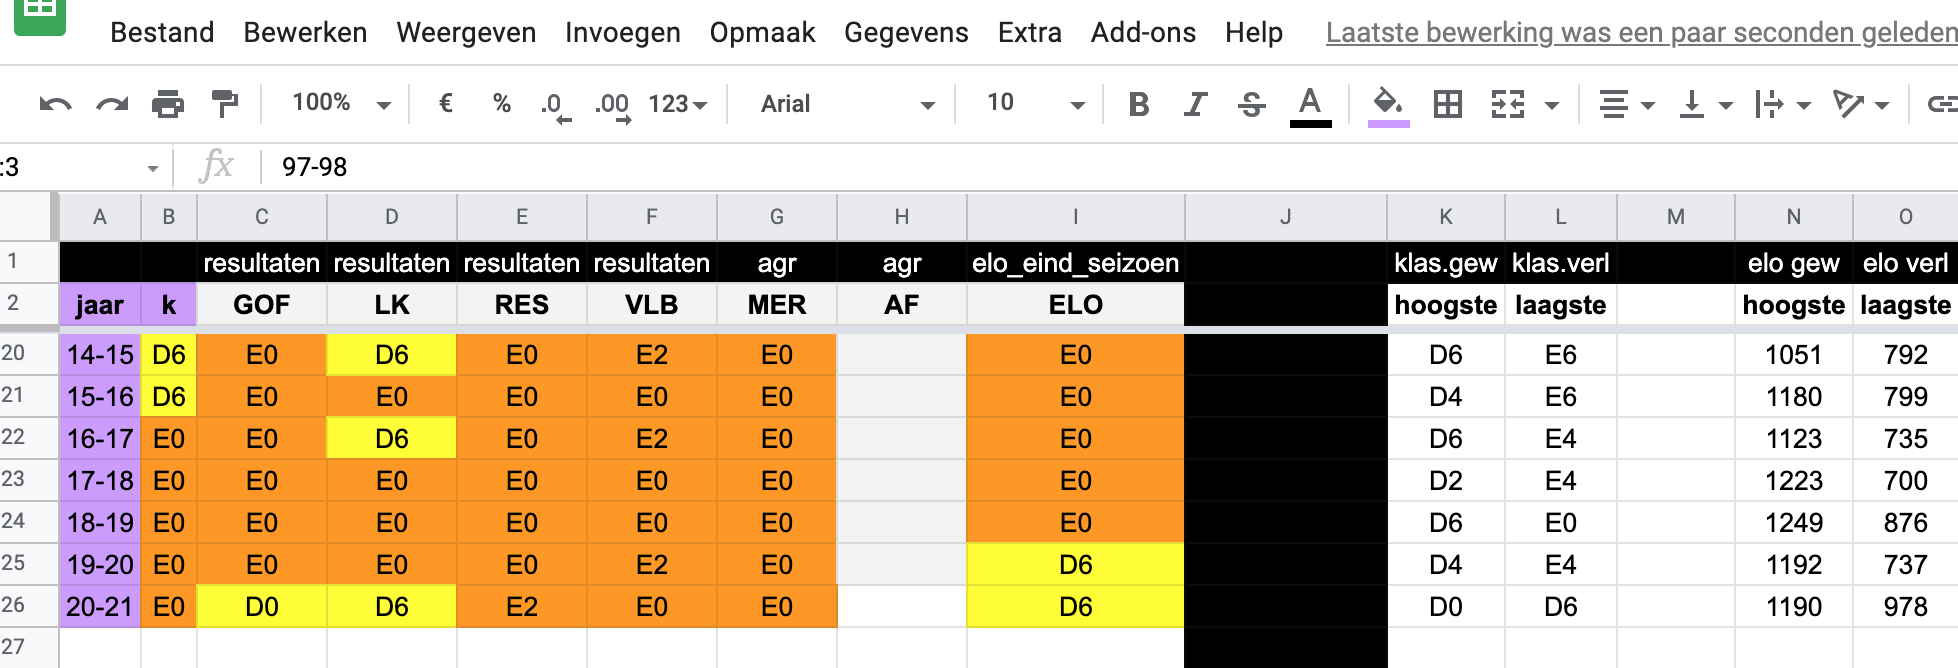 Bestand Bewerken Weergeven Invoegen Opmaak Gegevens Extra Add-ons Help Laatste bewerking was een paar seconden geleden
100% € % .0 .00 123 Arial 10 B I S A
:3 fx 97-98
A B C D E F G H I J K L M N O
1 resultaten resultaten resultaten resultaten agr agr elo_eind_seizoen klas.gew klas.verl elo gew elo verl
2 jaar k GOF LK RES VLB MER AF ELO hoogste laagste hoogste laagste
20 14-15 D6 E0 D6 E0 E2 E0 E0 D6 E6 1051 792
21 15-16 D6 E0 E0 E0 E0 E0 E0 D4 E6 1180 799
22 16-17 E0 E0 D6 E0 E2 E0 E0 D6 E4 1123 735
23 17-18 E0 E0 E0 E0 E0 E0 E0 D2 E4 1223 700
24 18-19 E0 E0 E0 E0 E0 E0 E0 D6 E0 1249 876
25 19-20 E0 E0 E0 E0 E2 E0 D6 D4 E4 1192 737
26 20-21 E0 D0 D6 E2 E0 E0 D6 D0 D6 1190 978
27